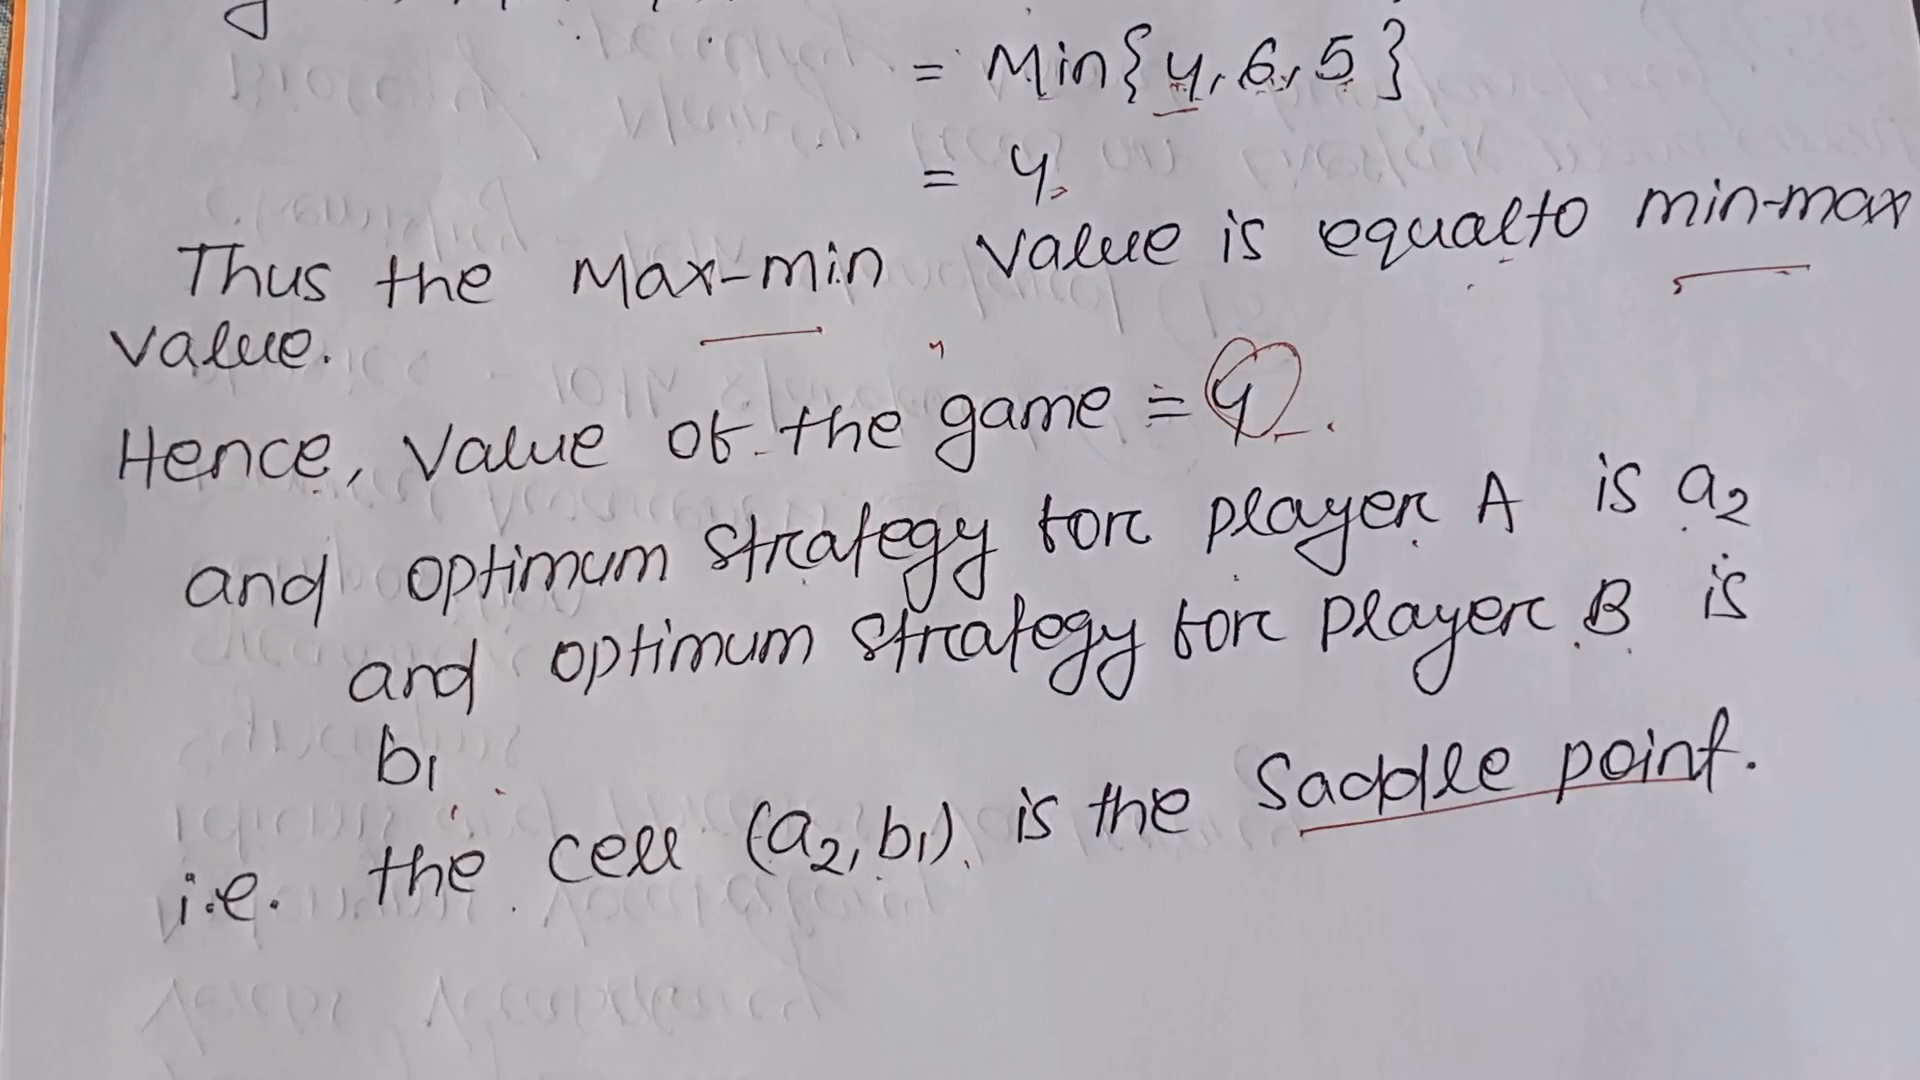 = Min{4, 6, 5}
= 4
Thus the Max-min value is equal to min-max
value.
Hence, Value of the game = 4.
and optimum strategy for player A is a₂
and optimum strategy for player B is
b₁
i.e. the cell (a₂, b₁) is the Saddle point.